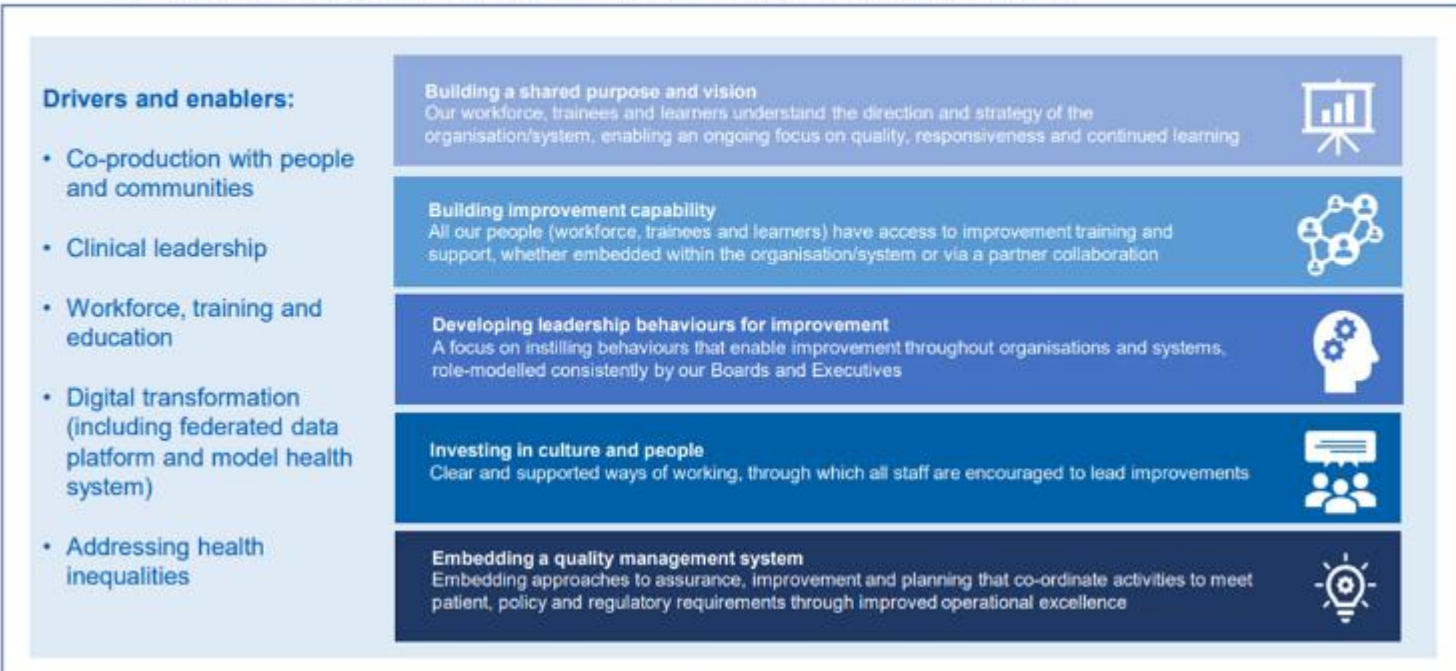 Drivers and enablers:
• Co-production with people
and communities
• Clinical leadership
• Workforce, training and
education
• Digital transformation
(including federated data
platform and model health
system)
• Addressing health
inequalities
Building a shared purpose and vision
Our workforce, trainees and learners understand the direction and strategy of the
organisation/system, enabling an ongoing focus on quality, responsiveness and continued learning
Building improvement capability
All our people (workforce, trainees and learners) have access to improvement training and
support, whether embedded within the organisation/system or via a partner collaboration
Developing leadership behaviours for improvement
A focus on instilling behaviours that enable improvement throughout organisations and systems,
role-modelled consistently by our Boards and Executives
Investing in culture and people
Clear and supported ways of working, through which all staff are encouraged to lead improvements
Embedding a quality management system
Embedding approaches to assurance, improvement and planning that co-ordinate activities to meet
patient, policy and regulatory requirements through improved operational excellence